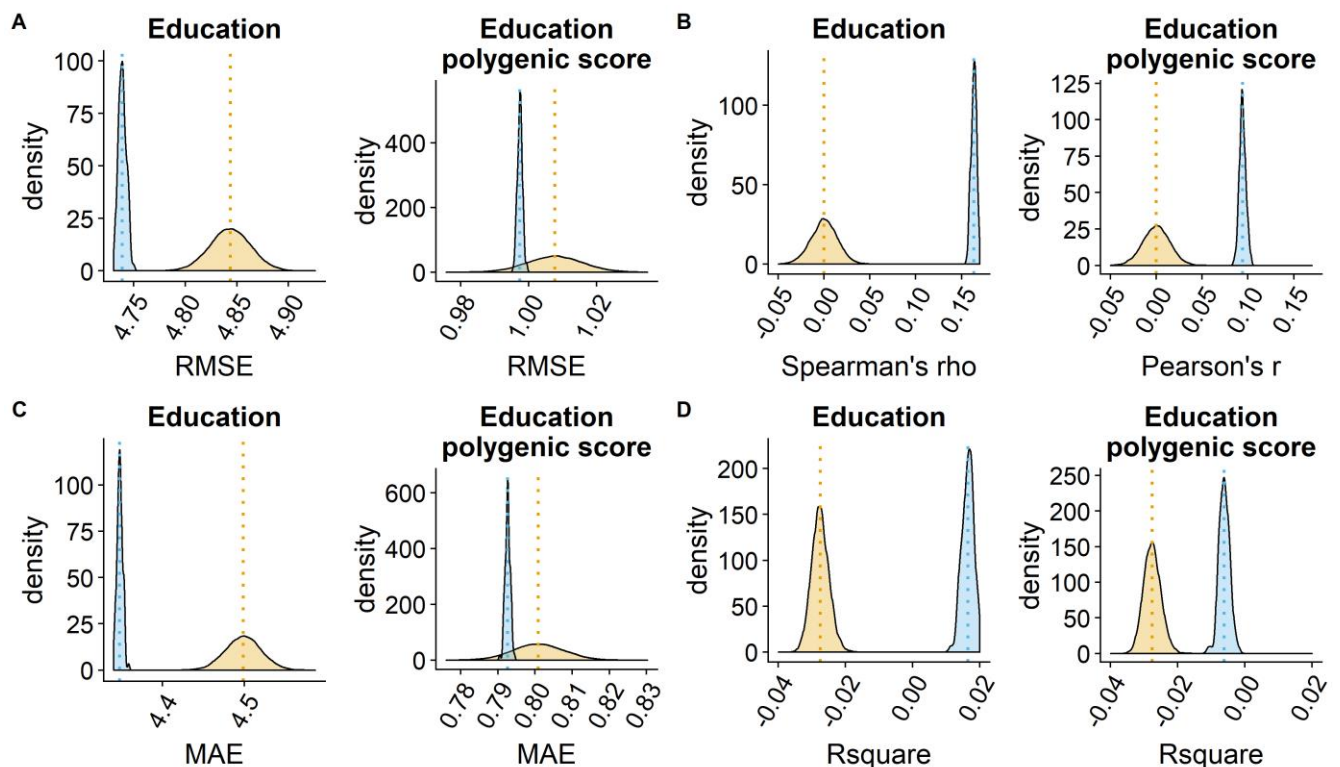 A
Education
density
100
75
50
25
0
4.75
4.80
4.85
4.90
RMSE
Education
polygenic score
density
400
200
0
0.98
1.00
1.02
RMSE
B
Education
density
100
50
0
-0.05
0.00
0.05
0.10
0.15
Spearman's rho
Education
polygenic score
density
125
100
75
50
25
0
-0.05
0.00
0.05
0.10
0.15
Pearson's r
C
Education
density
100
75
50
25
0
4.4
4.5
MAE
Education
polygenic score
density
600
400
200
0
0.78
0.79
0.80
0.81
0.82
0.83
MAE
D
Education
density
200
150
100
50
0
-0.04
-0.02
0.00
0.02
Rsquare
Education
polygenic score
density
250
200
150
100
50
0
-0.04
-0.02
0.00
0.02
Rsquare